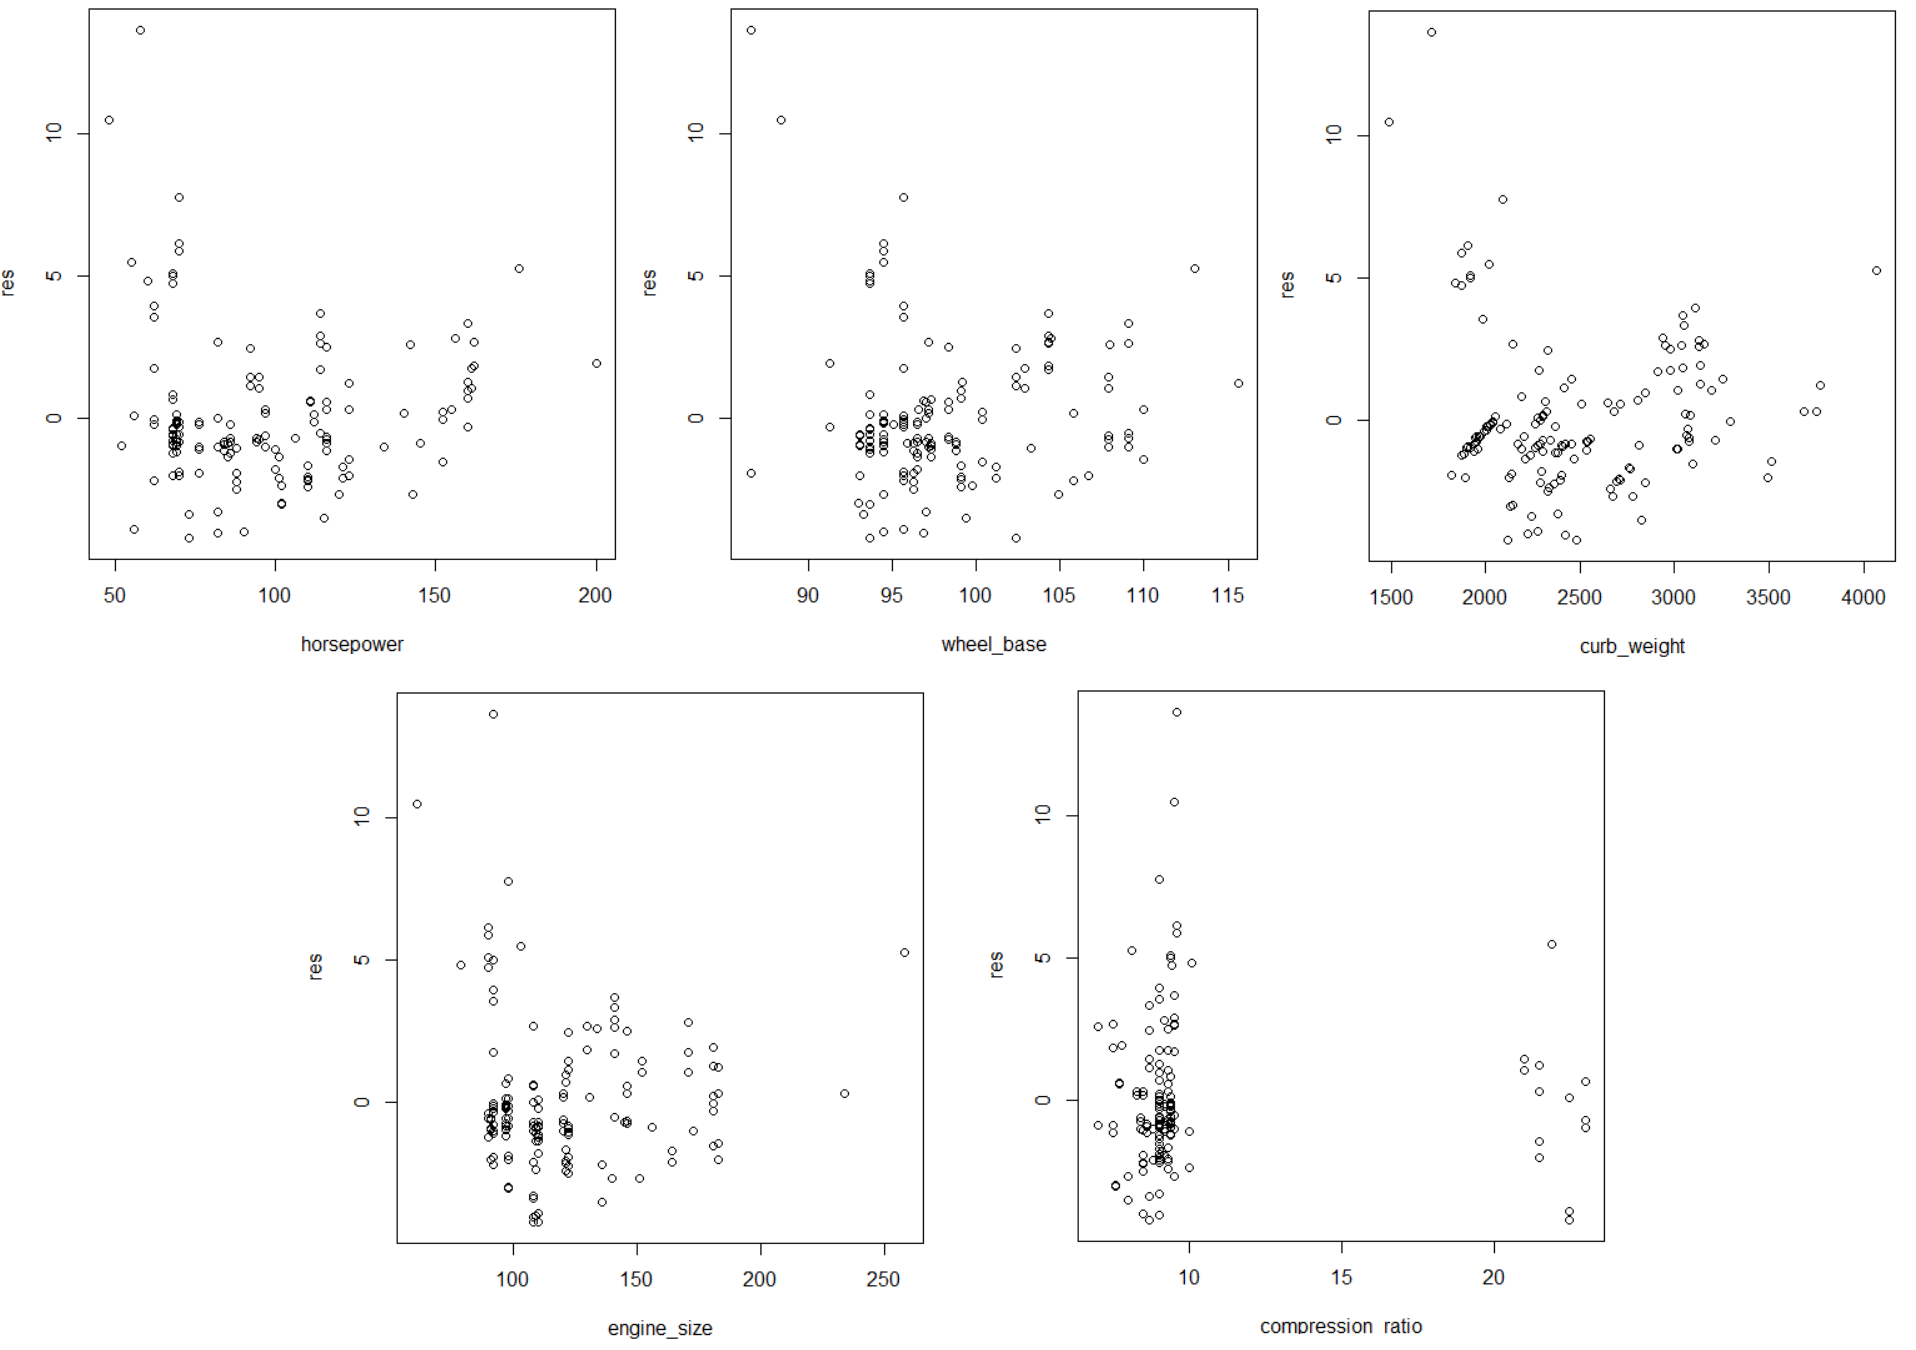 res
10
5
0
50 100 150 200
horsepower
res
10
5
0
90 95 100 105 110 115
wheel_base
res
10
5
0
1500 2000 2500 3000 3500 4000
curb_weight
res
10
5
0
100 150 200 250
engine_size
res
10
5
0
10 15 20
compression_ratio